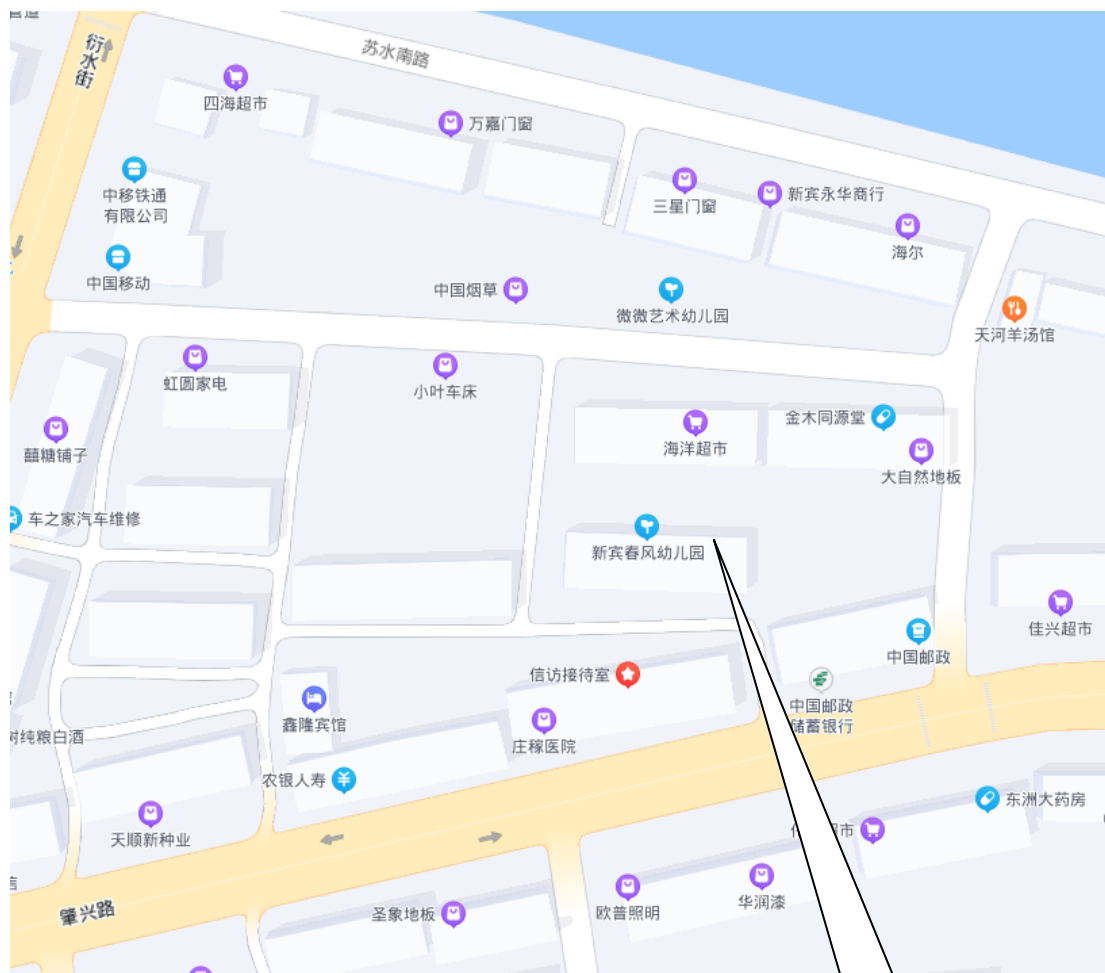 苏水南路
衍水街
四海超市
万嘉门窗
中移铁通
有限公司
三星门窗
新宾永华商行
海尔
中国移动
中国烟草
微微艺术幼儿园
天河羊汤馆
虹圆家电
小叶车床
金木同源堂
海洋超市
囍糖铺子
大自然地板
车之家汽车维修
新宾春风幼儿园
佳兴超市
中国邮政
信访接待室
中国邮政
储蓄银行
鑫隆宾馆
庄稼医院
树纯粮白酒
农银人寿
东洲大药房
天顺新种业
超市
华润漆
欧普照明
圣象地板
肇兴路